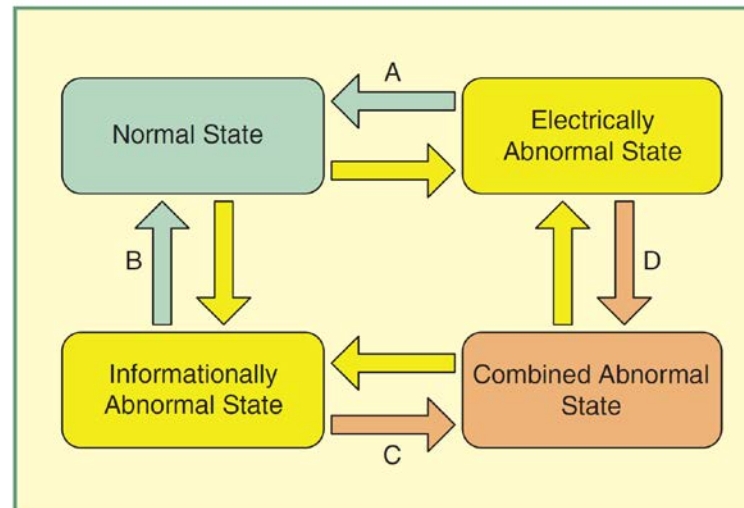 A
Normal State
Electrically
Abnormal State
B
D
Informationally
Abnormal State
Combined Abnormal
State
C